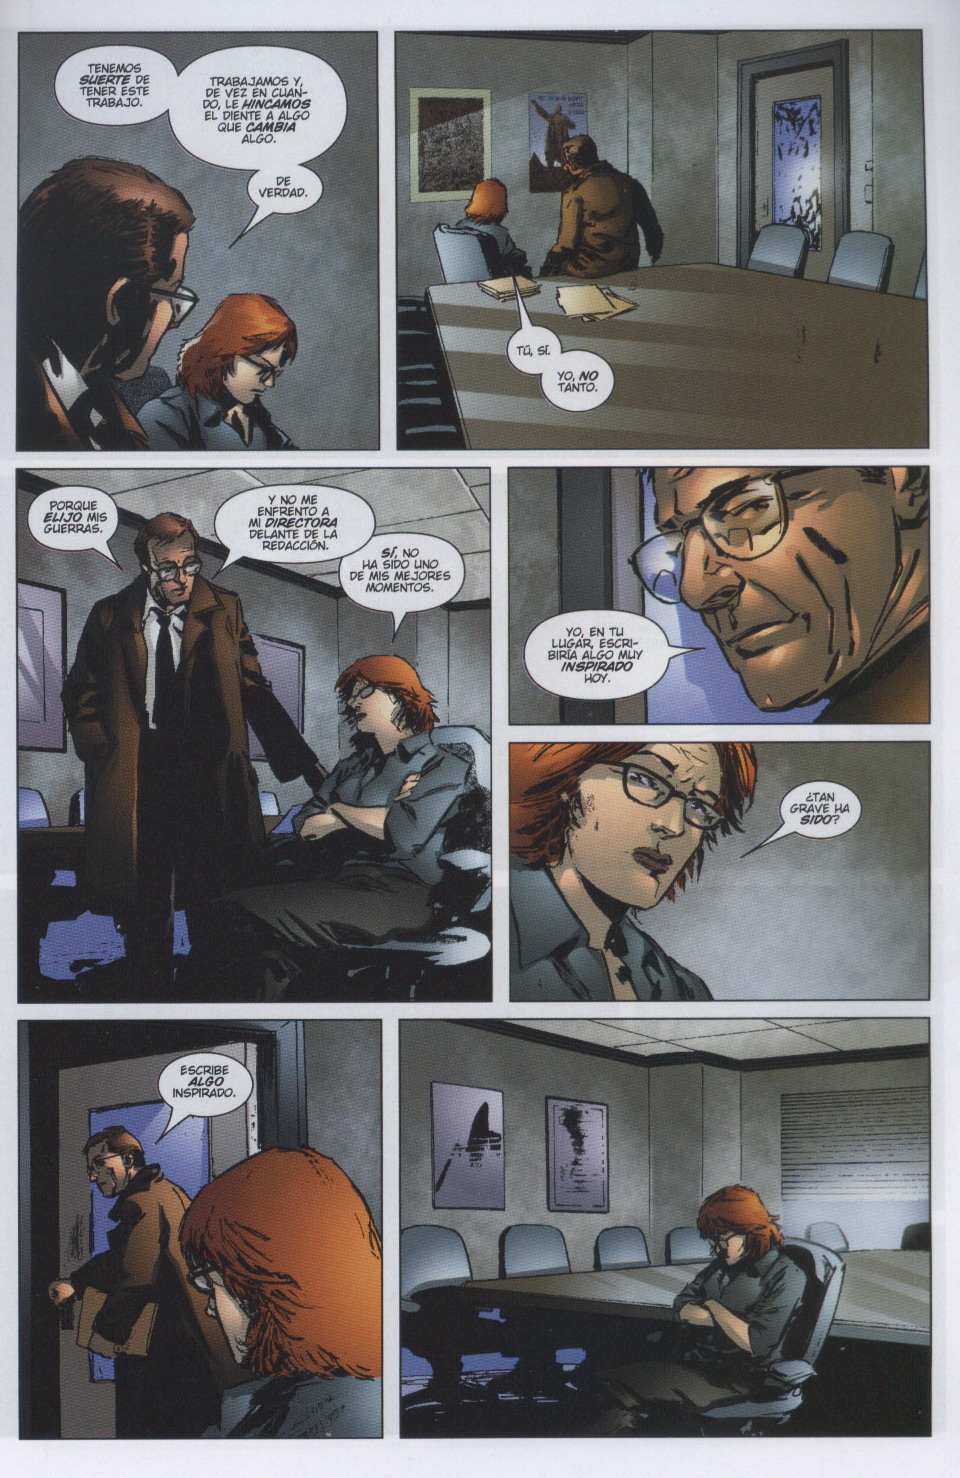 TENEMOS
SUERTE DE
TENER ESTE
TRABAJO.
TRABAJAMOS Y,
DE VEZ EN CUAN-
DO, LE HINCAMOS
EL DIENTE A ALGO
QUE CAMBIA
ALGO.
DE
VERDAD.
TÚ, SÍ.
YO, NO
TANTO.
PORQUE
ELIJO MIS
GUERRAS.
Y NO ME
ENFRENTO A
MI DIRECTORA
DELANTE DE LA
REDACCIÓN.
SÍ, NO
HA SIDO UNO
DE MIS MEJORES
MOMENTOS.
YO, EN TU
LUGAR, ESCRI-
BIRÍA ALGO MUY
INSPIRADO
HOY.
¿TAN
GRAVE HA
SIDO?
ESCRIBE
ALGO
INSPIRADO.